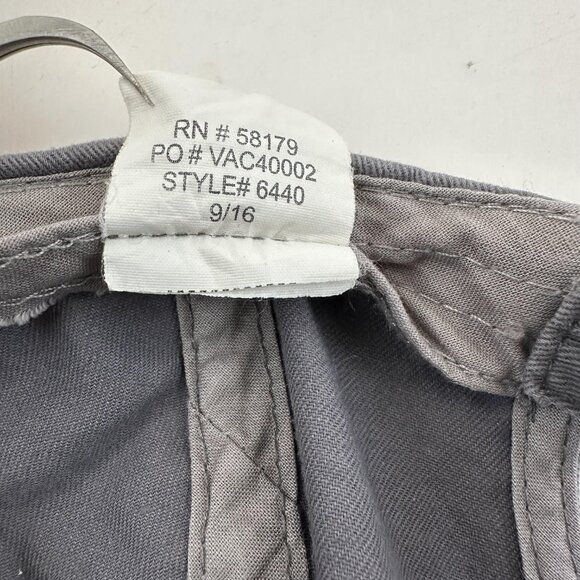 RN # 58179
PO # VAC40002
STYLE# 6440
9/16